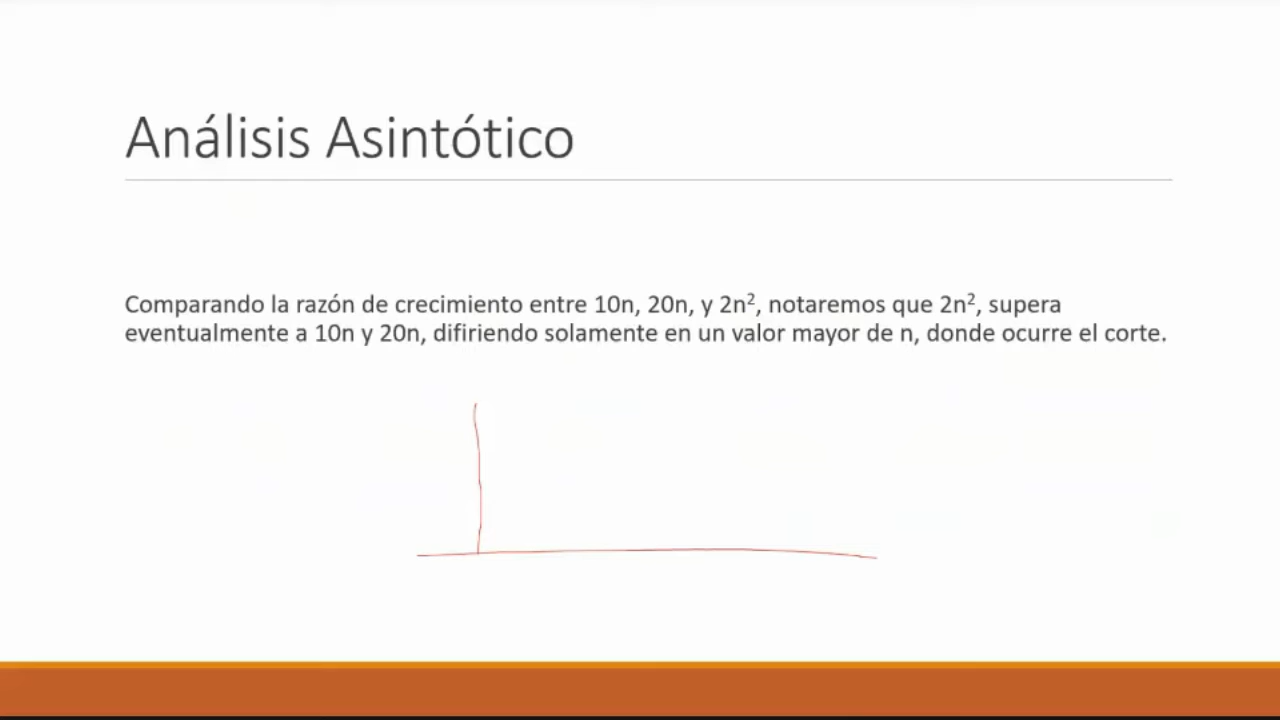 Análisis Asintótico
Comparando la razón de crecimiento entre 10n, 20n, y 2n², notaremos que 2n², supera
eventualmente a 10n y 20n, difiriendo solamente en un valor mayor de n, donde ocurre el corte.